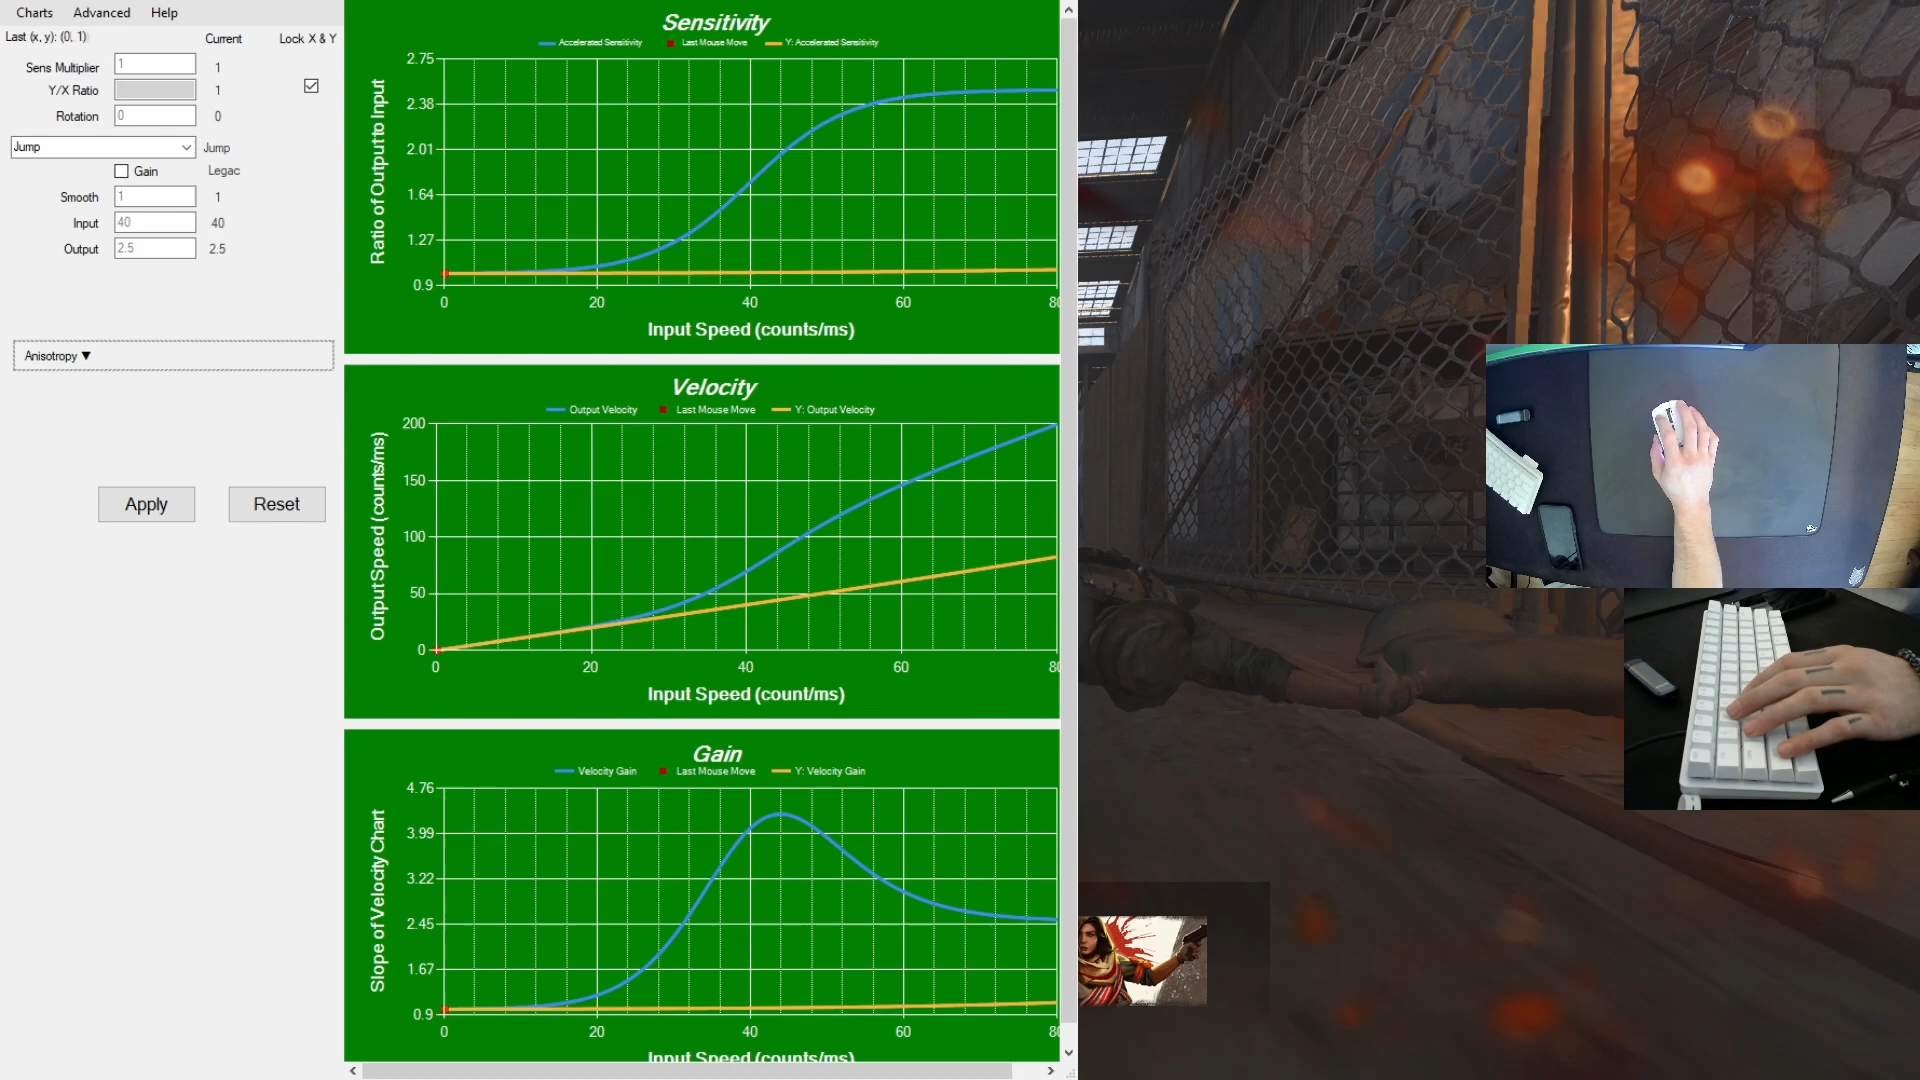 Charts Advanced Help
Last (x, y): (0, 1)
Current Lock X & Y
Sens Multiplier 1 1
Y/X Ratio 1
Rotation 0 0
Jump Jump
Gain Legac
Smooth 1 1
Input 40 40
Output 2.5 2.5
Anisotropy ▼
Apply Reset
Sensitivity
Accelerated Sensitivity Last Mouse Move Y: Accelerated Sensitivity
Ratio of Output to Input
2.75
2.38
2.01
1.64
1.27
0.9
0 20 40 60 80
Input Speed (counts/ms)
Velocity
Output Velocity Last Mouse Move Y: Output Velocity
Output Speed (counts/ms)
200
150
100
50
0
0 20 40 60 80
Input Speed (count/ms)
Gain
Velocity Gain Last Mouse Move Y: Velocity Gain
Slope of Velocity Chart
4.76
3.99
3.22
2.45
1.67
0.9
0 20 40 60 80
Input Speed (counts/ms)